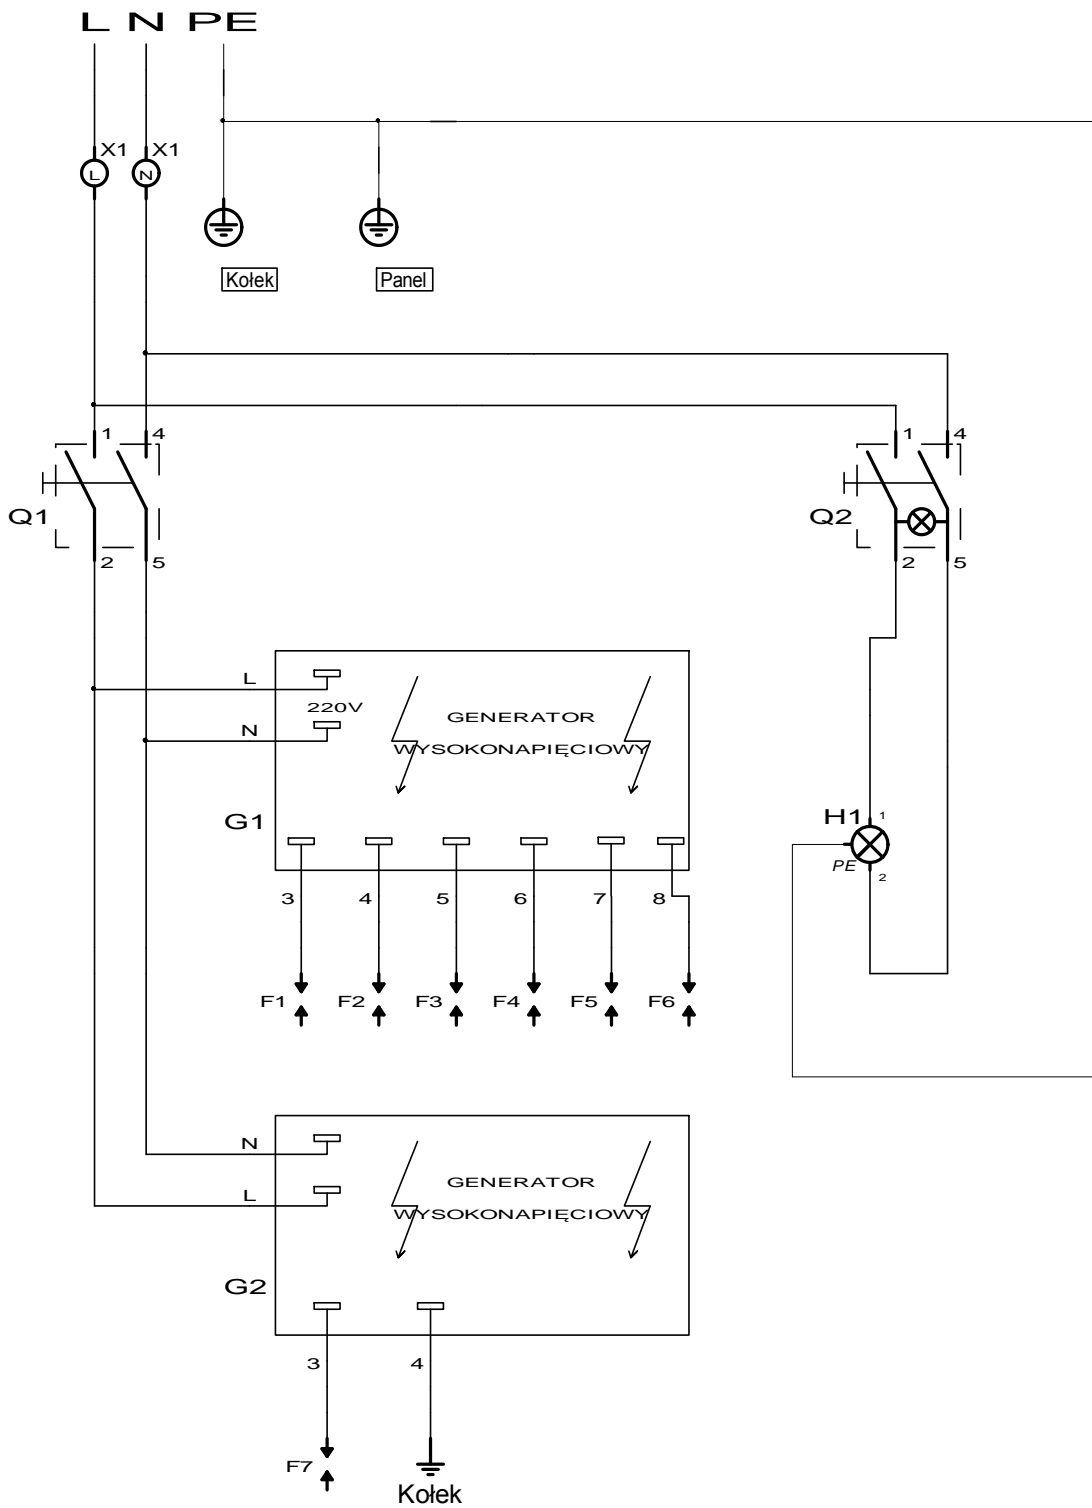 L N PE
X1 X1
L N
Kołek Panel
1 4 1 4
Q1 Q2
2 5 2 5
L
220V
N
GENERATOR
WYSOKONAPIĘCIOWY
G1
H1 1
PE 2
3 4 5 6 7 8
F1 F2 F3 F4 F5 F6
N
L
GENERATOR
WYSOKONAPIĘCIOWY
G2
3 4
F7
Kołek